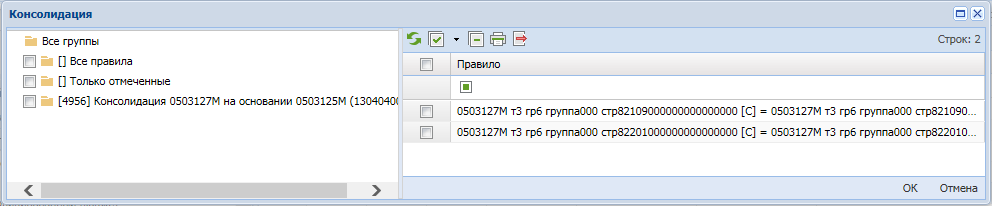 Консолидация
Все группы
[] Все правила
[] Только отмеченные
[4956] Консолидация 0503127М на основании 0503125М (13040400
Строк: 2
Правило
0503127М т3 гр6 группа000 стр82109000000000000000 [С] = 0503127М т3 гр6 группа000 стр821090...
0503127М т3 гр6 группа000 стр82201000000000000000 [С] = 0503127М т3 гр6 группа000 стр822010...
ОК Отмена